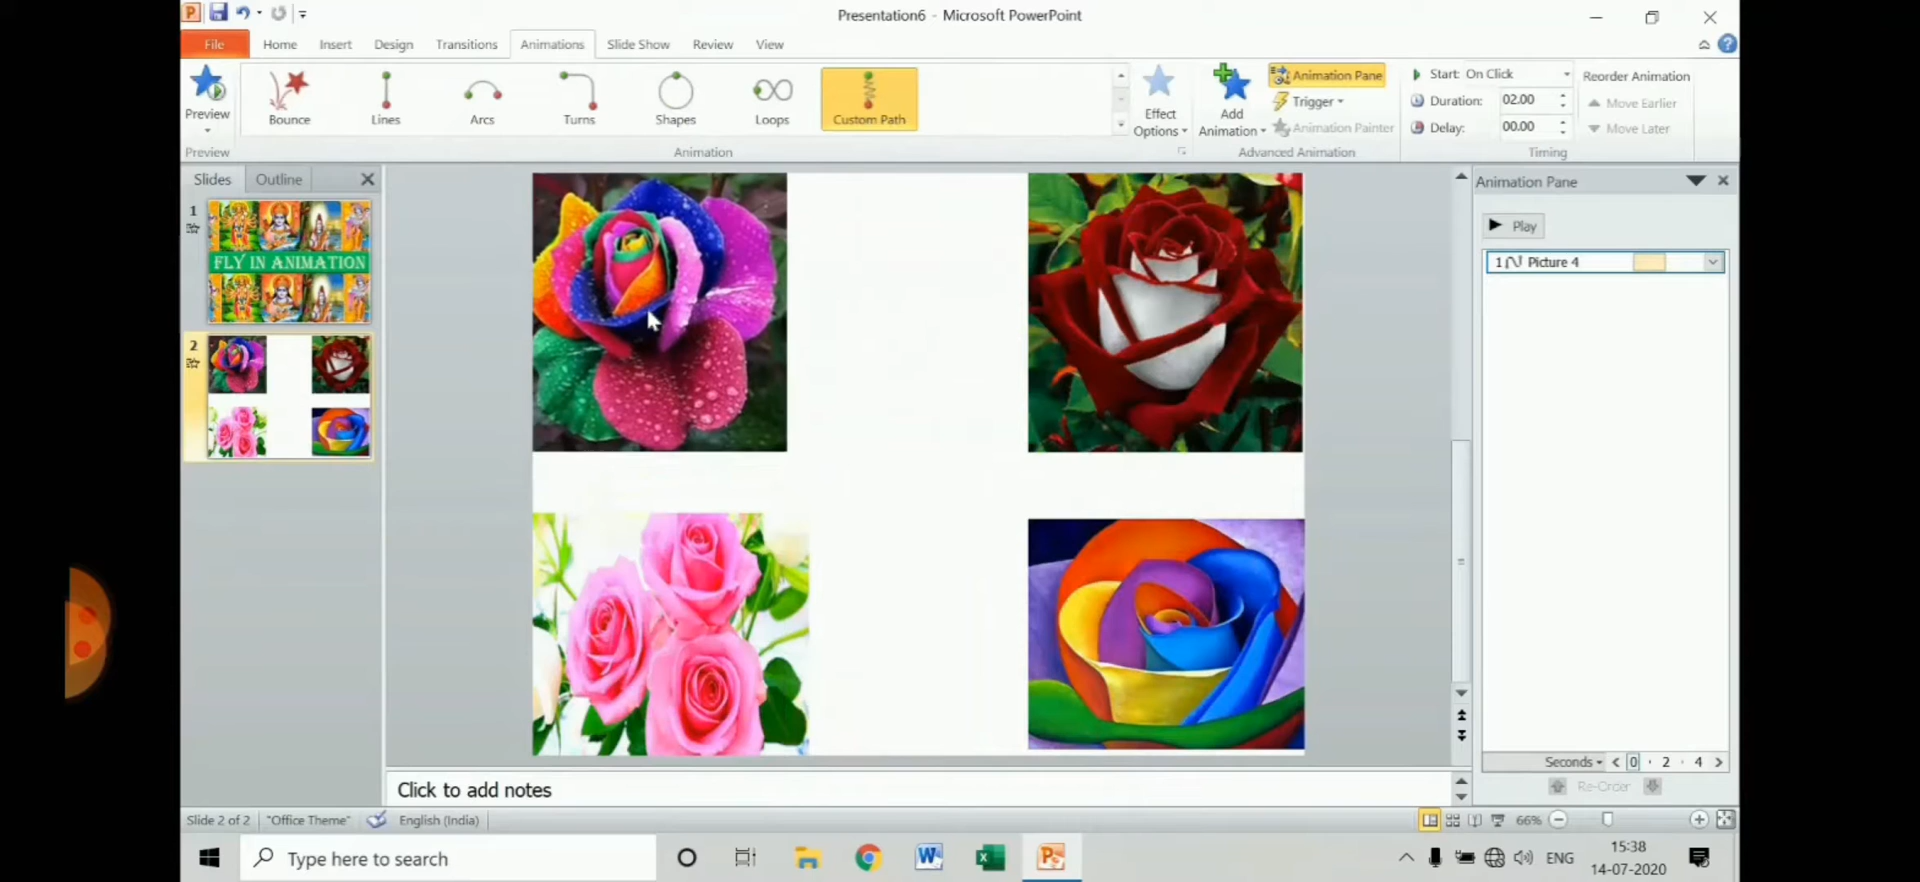 Presentation6 - Microsoft PowerPoint
File Home Insert Design Transitions Animations Slide Show Review View
Preview
Bounce
Lines
Arcs
Turns
Shapes
Loops
Custom Path
Effect
Options
Add
Animation
Animation Pane
Trigger
Animation Painter
Start: On Click
Duration: 02.00
Delay: 00.00
Reorder Animation
Move Earlier
Move Later
Preview
Animation
Advanced Animation
Timing
Slides Outline
1
FLY IN ANIMATION
2
Animation Pane
Play
1 Picture 4
Seconds 0 2 4
Re-Order
Click to add notes
Slide 2 of 2 "Office Theme" English (India) 66%
Type here to search
ENG
15:38
14-07-2020